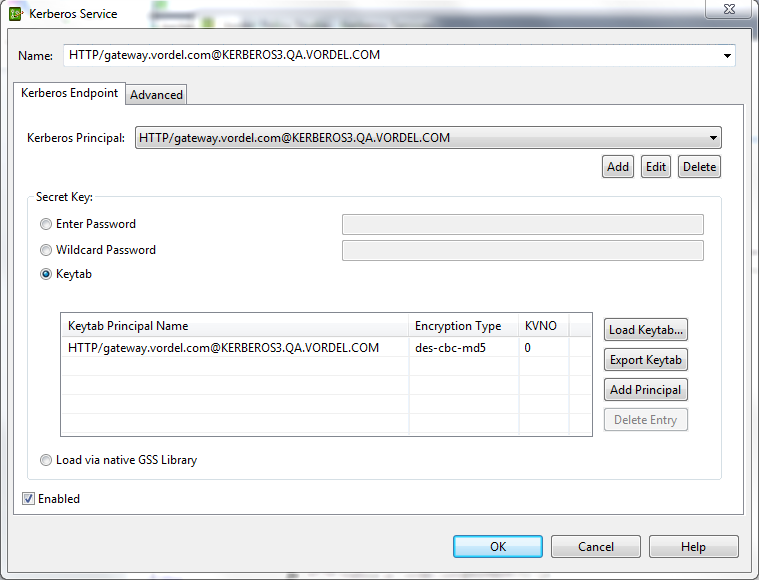 Kerberos Service
Name: HTTP/gateway.vordel.com@KERBEROS3.QA.VORDEL.COM
Kerberos Endpoint Advanced
Kerberos Principal: HTTP/gateway.vordel.com@KERBEROS3.QA.VORDEL.COM
Add Edit Delete
Secret Key:
Enter Password
Wildcard Password
Keytab
Keytab Principal Name Encryption Type KVNO
HTTP/gateway.vordel.com@KERBEROS3.QA.VORDEL.COM des-cbc-md5 0
Load Keytab...
Export Keytab
Add Principal
Delete Entry
Load via native GSS Library
Enabled
OK Cancel Help